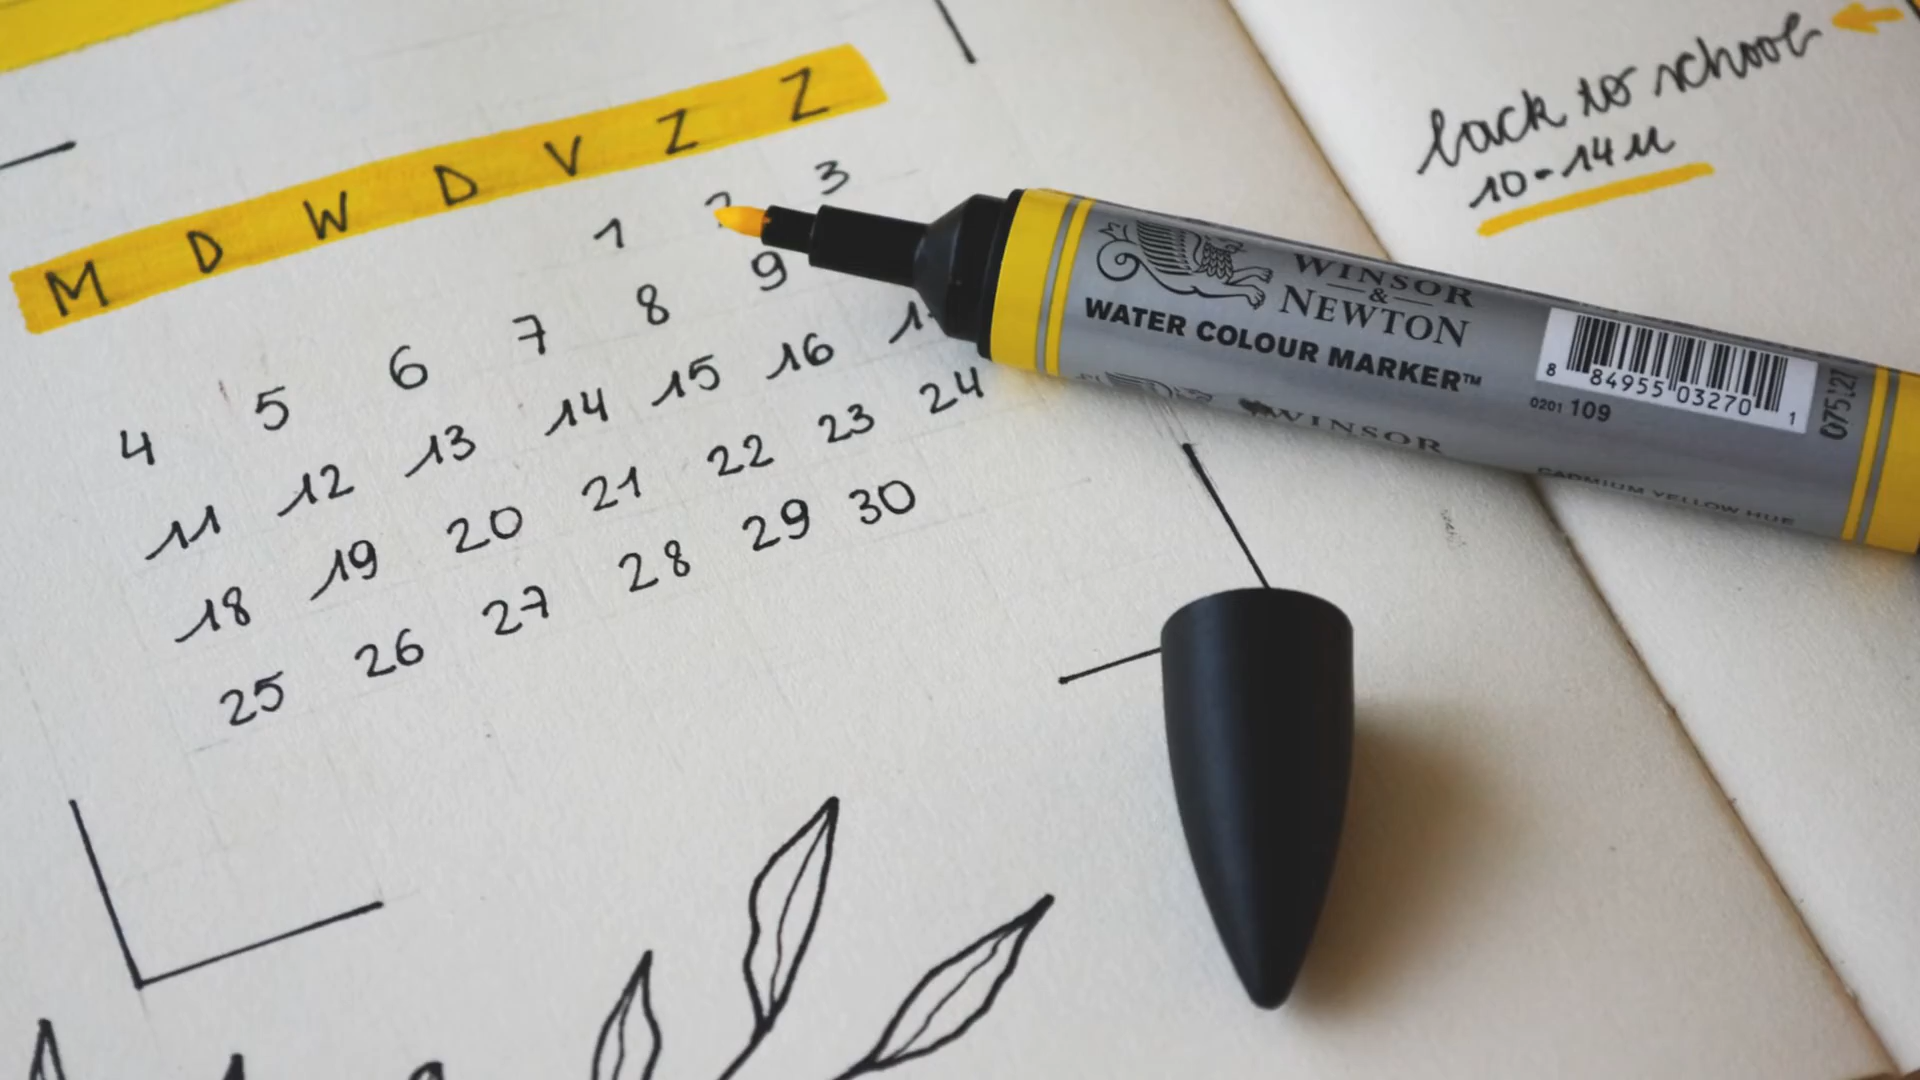 M D W D V Z Z
1 2 3
4 5 6 7 8 9
11 12 13 14 15 16
18 19 20 21 22 23 24
25 26 27 28 29 30
back to school
10-14u
WINSOR
&
NEWTON
WATER COLOUR MARKER™
8 84955 03270 1
0201 109
075127
WINSOR
CADMIUM YELLOW HUE